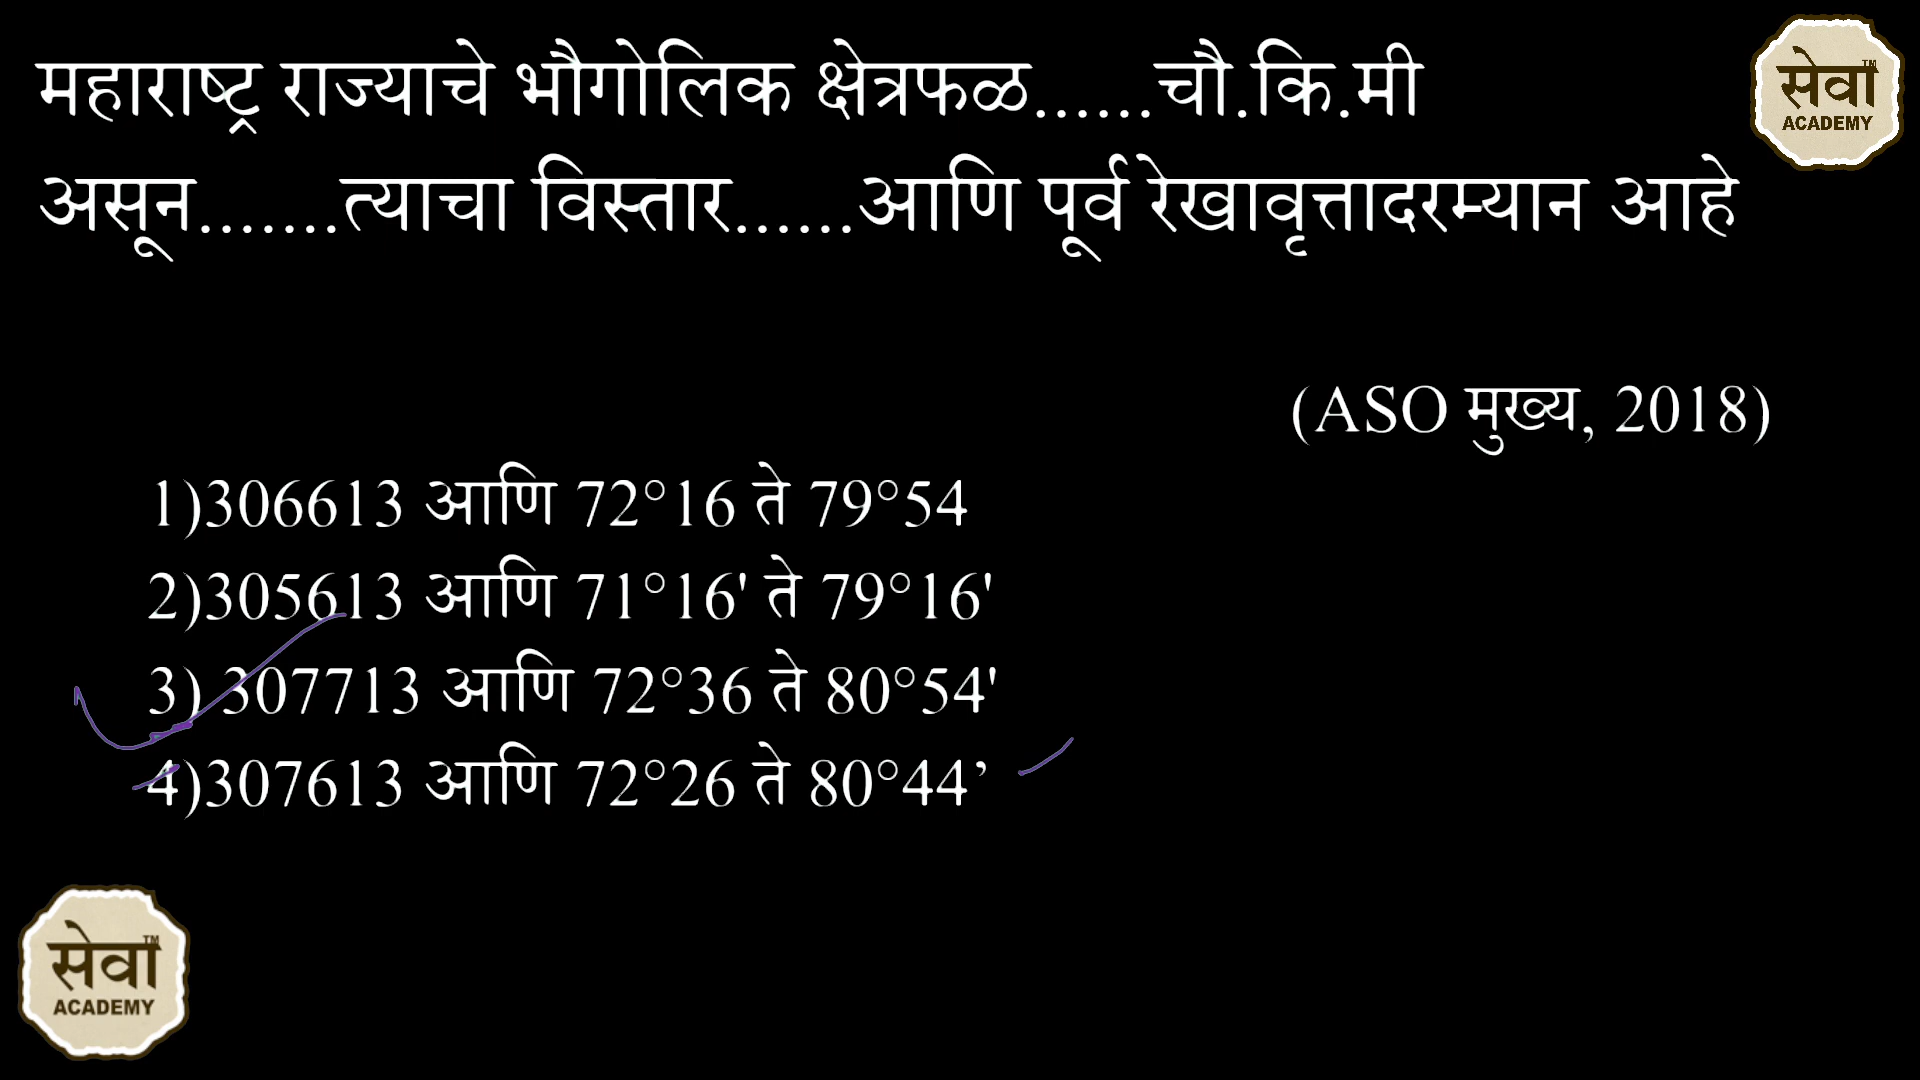 महाराष्ट्र राज्याचे भौगोलिक क्षेत्रफळ......चौ.कि.मी
असून.......त्याचा विस्तार......आणि पूर्व रेखावृत्तादरम्यान आहे
(ASO मुख्य, 2018)
1)306613 आणि 72°16 ते 79°54
2)305613 आणि 71°16' ते 79°16'
3) 307713 आणि 72°36 ते 80°54'
4)307613 आणि 72°26 ते 80°44’
सेवा TM
ACADEMY
सेवा TM
ACADEMY